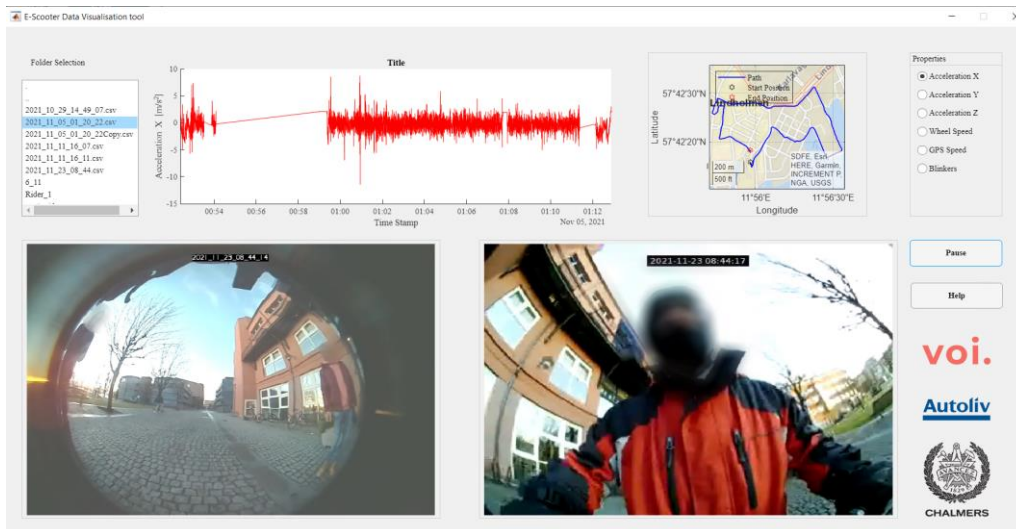 E-Scooter Data Visualisation tool
Folder Selection
.
..
2021_10_29_14_49_07.csv
2021_11_05_01_20_22.csv
2021_11_05_01_20_22Copy.csv
2021_11_11_16_07.csv
2021_11_11_16_11.csv
2021_11_23_08_44.csv
6_11
Rider_1
Title
Acceleration X [m/s²]
10
5
0
-5
-10
-15
00:54 00:56 00:58 01:00 01:02 01:04 01:06 01:08 01:10 01:12
Time Stamp
Nov 05, 2021
Path
Start Position
End Position
Lindholmen
Latitude
57°42'30"N
57°42'20"N
200 m
500 ft
SDFE, Esri,
HERE, Garmin,
INCREMENT P,
NGA, USGS
11°56'E 11°56'30"E
Longitude
Properties
Acceleration X
Acceleration Y
Acceleration Z
Wheel Speed
GPS Speed
Blinkers
2021_11_23_08_44_14
2021-11-23 08:44:17
Pause
Help
voi.
Autoliv
AVANCEZ
1829
CHALMERS